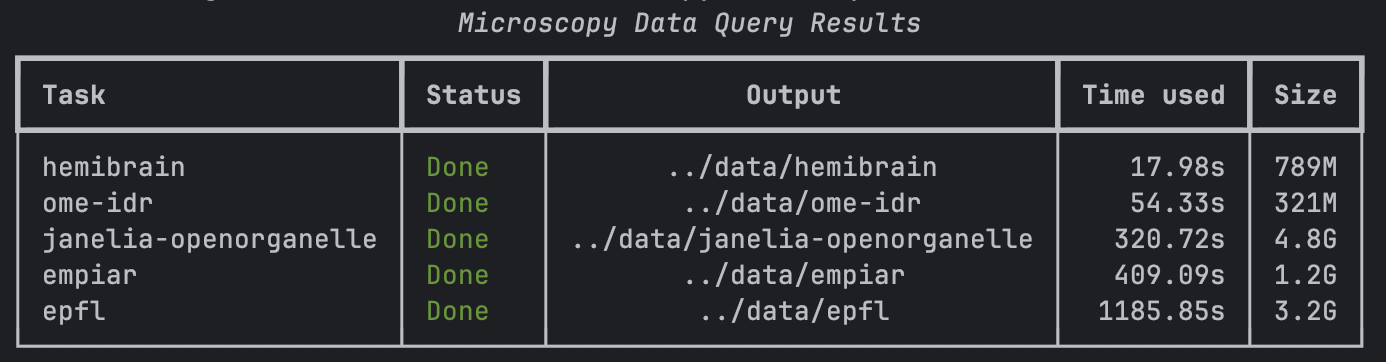 Microscopy Data Query Results
Task Status Output Time used Size
hemibrain Done ../data/hemibrain 17.98s 789M
ome-idr Done ../data/ome-idr 54.33s 321M
janelia-openorganelle Done ../data/janelia-openorganelle 320.72s 4.8G
empiar Done ../data/empiar 409.09s 1.2G
epfl Done ../data/epfl 1185.85s 3.2G